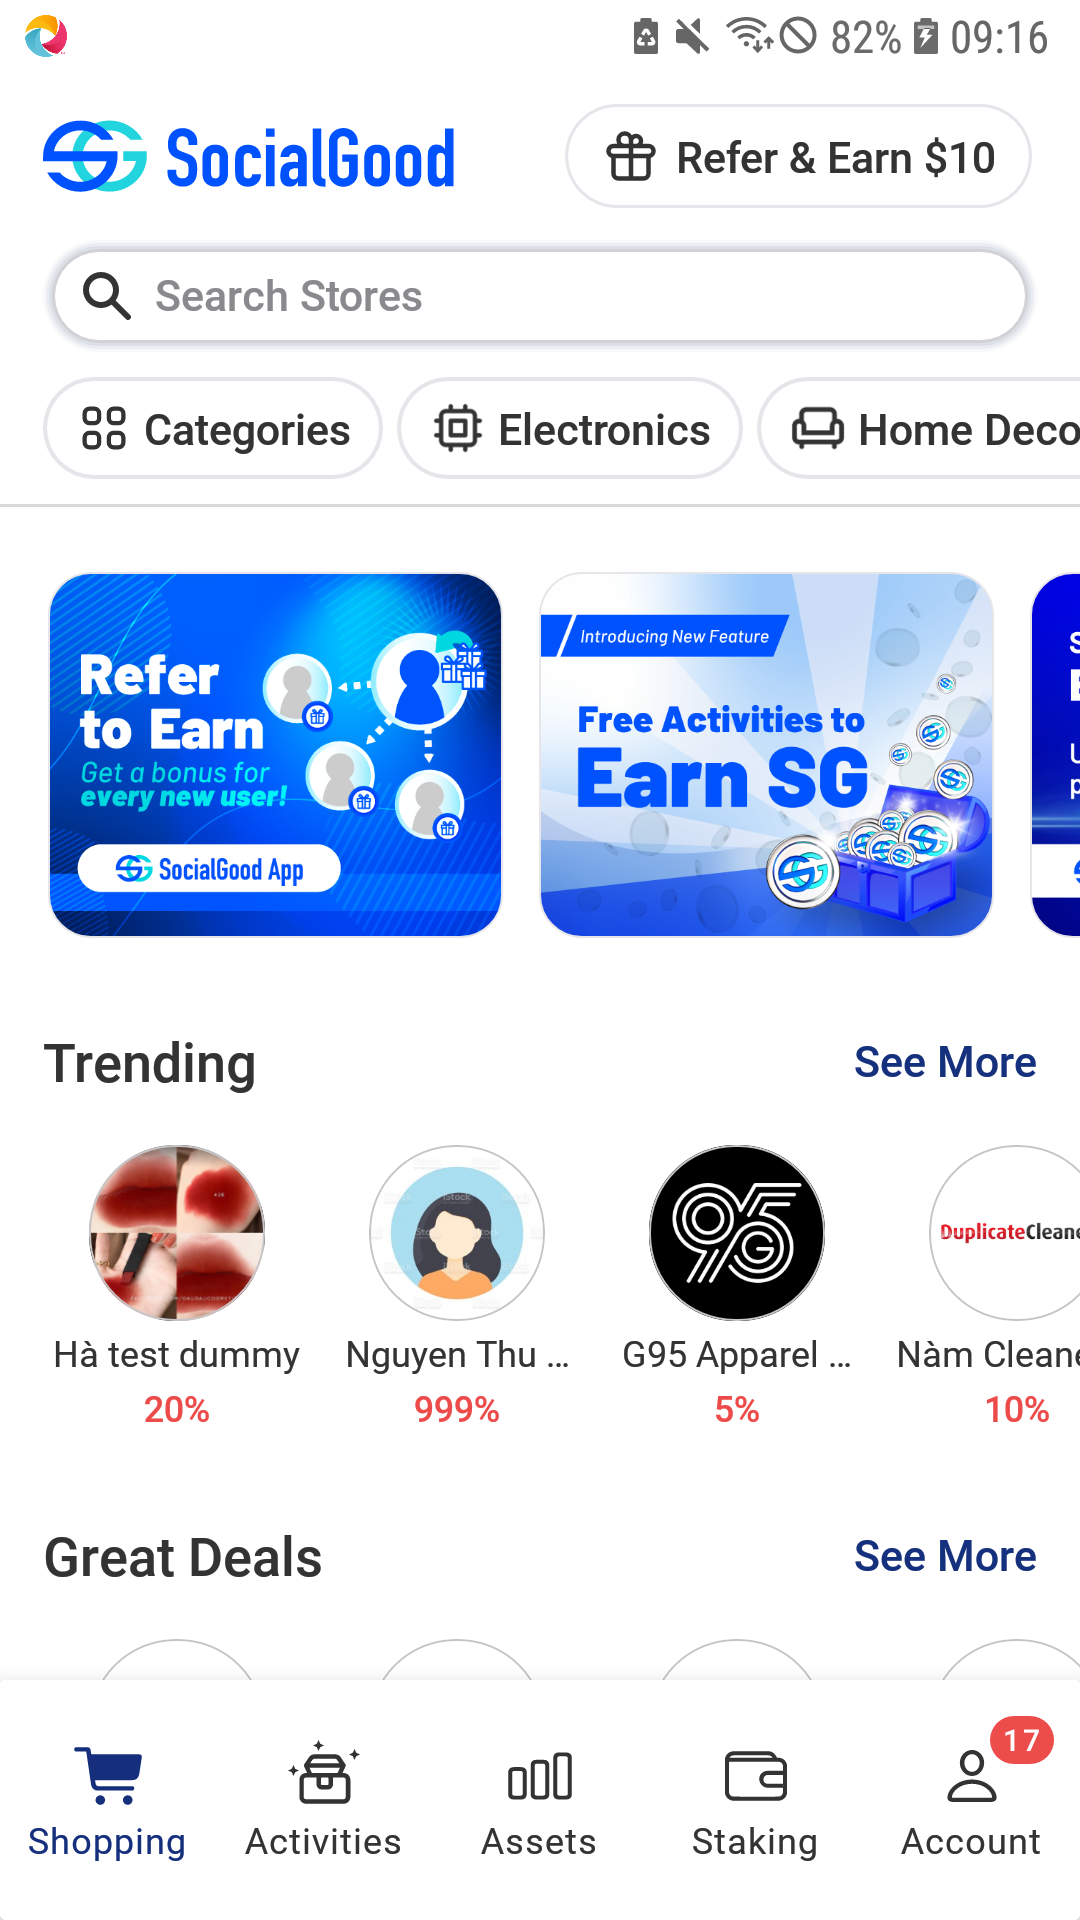 82% 09:16
SocialGood
Refer & Earn $10
Search Stores
Categories
Electronics
Home Deco
Refer
to Earn
Get a bonus for
every new user!
SocialGood App
Introducing New Feature
Free Activities to
Earn SG
Trending
See More
iStock
95
G
DuplicateCleane
Hà test dummy
Nguyen Thu ...
G95 Apparel ...
Nàm Cleane
20%
999%
5%
10%
Great Deals
See More
17
Shopping
Activities
Assets
Staking
Account